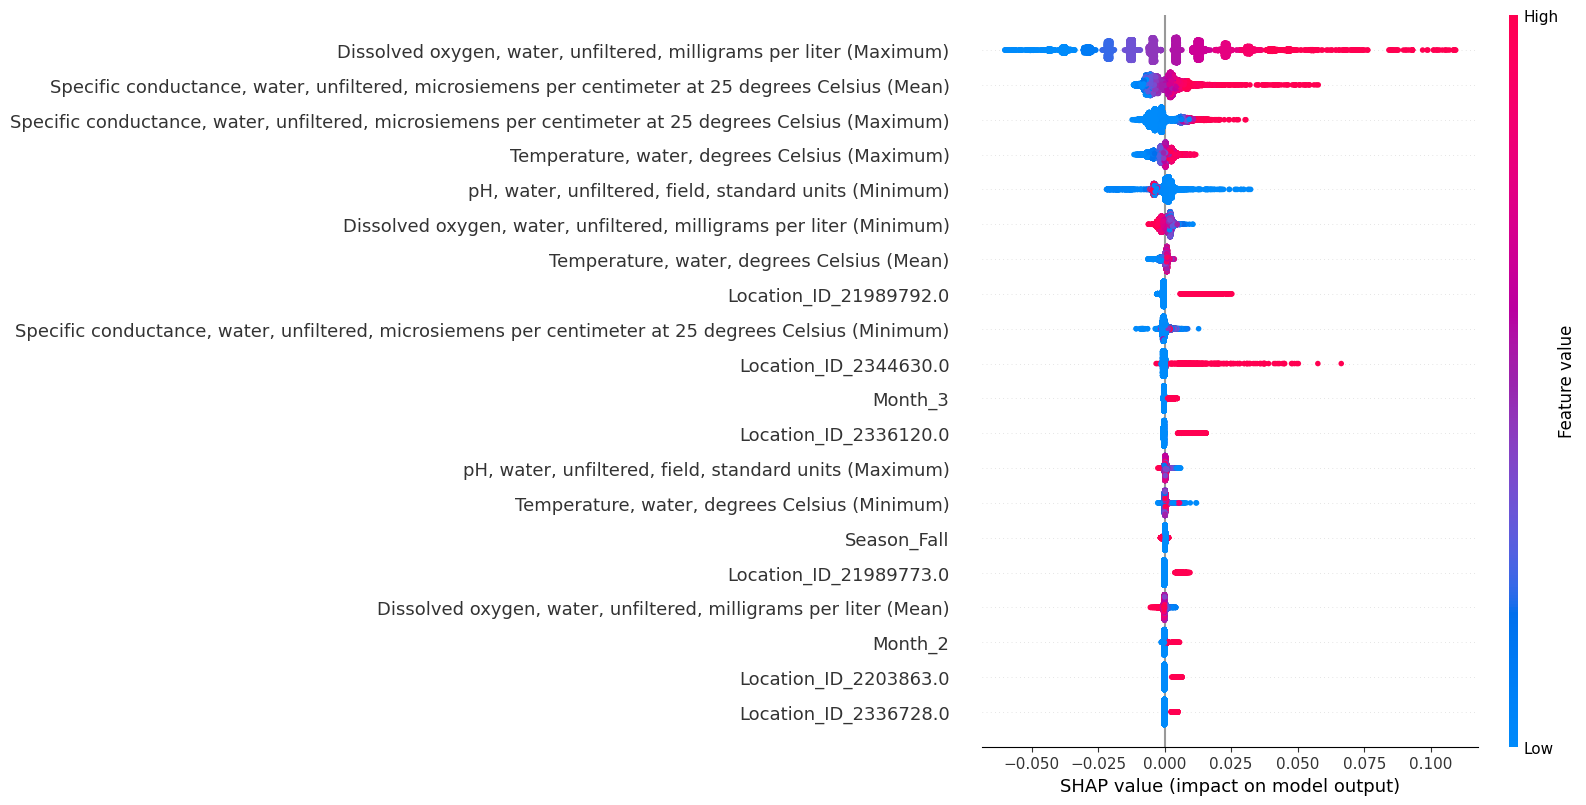 High
Dissolved oxygen, water, unfiltered, milligrams per liter (Maximum)
Specific conductance, water, unfiltered, microsiemens per centimeter at 25 degrees Celsius (Mean)
Specific conductance, water, unfiltered, microsiemens per centimeter at 25 degrees Celsius (Maximum)
Temperature, water, degrees Celsius (Maximum)
pH, water, unfiltered, field, standard units (Minimum)
Dissolved oxygen, water, unfiltered, milligrams per liter (Minimum)
Temperature, water, degrees Celsius (Mean)
Location_ID_21989792.0
Specific conductance, water, unfiltered, microsiemens per centimeter at 25 degrees Celsius (Minimum)
Location_ID_2344630.0
Month_3
Location_ID_2336120.0
pH, water, unfiltered, field, standard units (Maximum)
Temperature, water, degrees Celsius (Minimum)
Season_Fall
Location_ID_21989773.0
Dissolved oxygen, water, unfiltered, milligrams per liter (Mean)
Month_2
Location_ID_2203863.0
Location_ID_2336728.0
Feature value
Low
−0.050 −0.025 0.000 0.025 0.050 0.075 0.100
SHAP value (impact on model output)